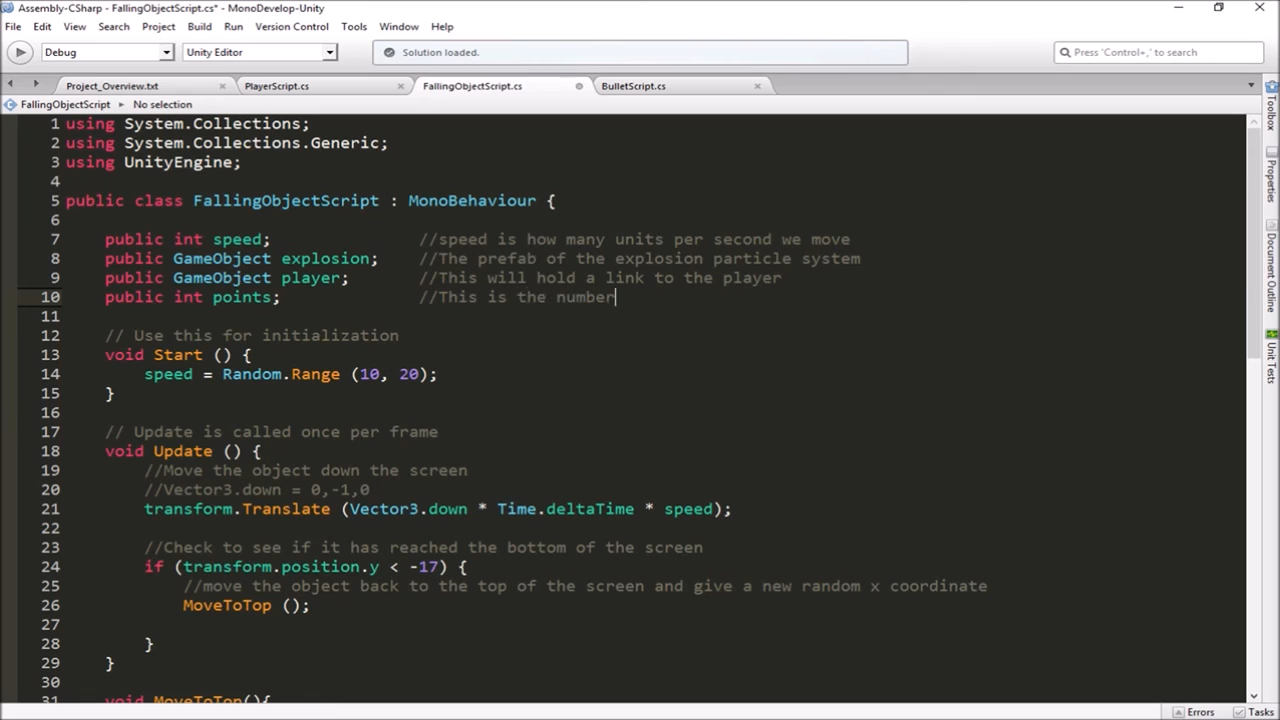 Assembly-CSharp - FallingObjectScript.cs* - MonoDevelop-Unity
File Edit View Search Project Build Run Version Control Tools Window Help
Debug Unity Editor Solution loaded. Press 'Control+,' to search
Project_Overview.txt PlayerScript.cs FallingObjectScript.cs BulletScript.cs
FallingObjectScript No selection
1 using System.Collections;
2 using System.Collections.Generic;
3 using UnityEngine;
4
5 public class FallingObjectScript : MonoBehaviour {
6
7 public int speed; //speed is how many units per second we move
8 public GameObject explosion; //The prefab of the explosion particle system
9 public GameObject player; //This will hold a link to the player
10 public int points; //This is the number
11
12 // Use this for initialization
13 void Start () {
14 speed = Random.Range (10, 20);
15 }
16
17 // Update is called once per frame
18 void Update () {
19 //Move the object down the screen
20 //Vector3.down = 0,-1,0
21 transform.Translate (Vector3.down * Time.deltaTime * speed);
22
23 //Check to see if it has reached the bottom of the screen
24 if (transform.position.y < -17) {
25 //move the object back to the top of the screen and give a new random x coordinate
26 MoveToTop ();
27
28 }
29 }
30
31 void MoveToTop(){
Toolbox
Properties
Document Outline
Unit Tests
Errors Tasks